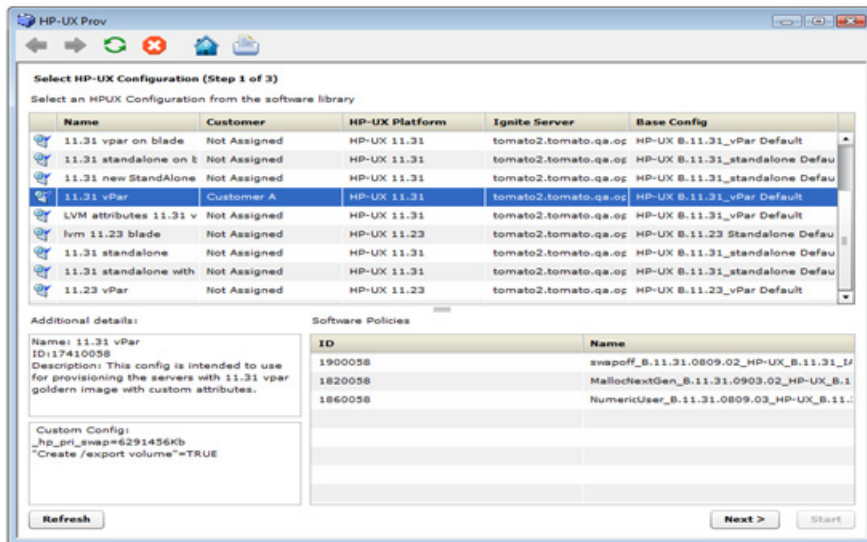 HP-UX Prov
Select HP-UX Configuration (Step 1 of 3)
Select an HPUX Configuration from the software library
Name Customer HP-UX Platform Ignite Server Base Config
11.31 vpar on blade Not Assigned HP-UX 11.31 tomato2.tomato.qa.op HP-UX B.11.31_vPar Default
11.31 standalone on b Not Assigned HP-UX 11.31 tomato2.tomato.qa.op HP-UX B.11.31_standalone Defau
11.31 new StandAlone Not Assigned HP-UX 11.31 tomato2.tomato.qa.op HP-UX B.11.31_standalone Defau
11.31 vPar Customer A HP-UX 11.31 tomato2.tomato.qa.op HP-UX B.11.31_vPar Default
LVM attributes 11.31 v Not Assigned HP-UX 11.31 tomato2.tomato.qa.op HP-UX B.11.31_vPar Default
lvm 11.23 blade Not Assigned HP-UX 11.23 tomato2.tomato.qa.op HP-UX B.11.23 Standalone Defau
11.31 standalone Not Assigned HP-UX 11.31 tomato2.tomato.qa.op HP-UX B.11.31_standalone Defau
11.31 standalone with Not Assigned HP-UX 11.31 tomato2.tomato.qa.op HP-UX B.11.31_standalone Defau
11.23 vPar Not Assigned HP-UX 11.23 tomato2.tomato.qa.op HP-UX B.11.23_vPar Default
Additional details:
Name: 11.31 vPar
ID:17410058
Description: This config is intended to use
for provisioning the servers with 11.31 vpar
goldern image with custom attributes.
Custom Config:
_hp_pri_swap=6291456Kb
"Create /export volume"=TRUE
Software Policies
ID Name
1900058 swapoff_B.11.31.0809.02_HP-UX_B.11.31_IA
1820058 MallocNextGen_B.11.31.0903.02_HP-UX_B.1
1860058 NumericUser_B.11.31.0809.03_HP-UX_B.11.
Refresh Next > Start